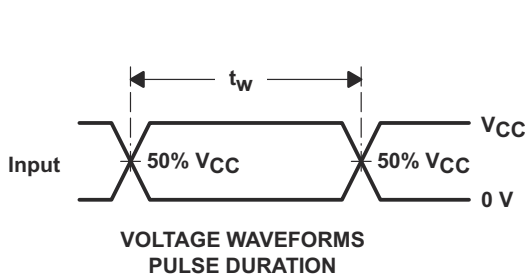 tw
VCC
Input
50% VCC
50% VCC
0 V
VOLTAGE WAVEFORMS
PULSE DURATION